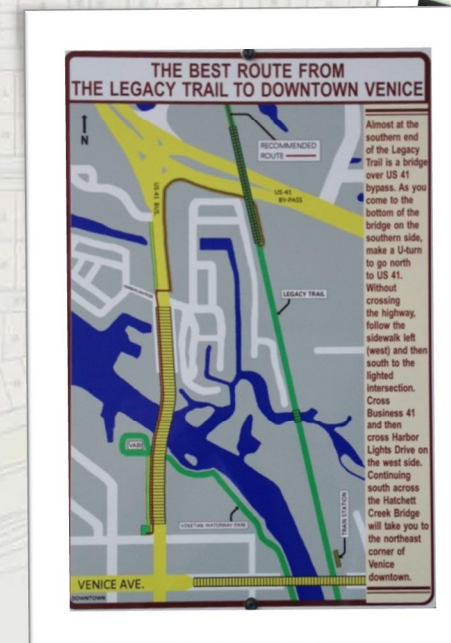 THE BEST ROUTE FROM
THE LEGACY TRAIL TO DOWNTOWN VENICE
N
RECOMMENDED
ROUTE
US-41 BUS.
US-41
BY-PASS
LEGACY TRAIL
VABI
VENETIAN WATERWAY PARK
TRAIN STATION
VENICE AVE.
DOWNTOWN
Almost at the
southern end
of the Legacy
Trail is a bridge
over US 41
bypass. As you
come to the
bottom of the
bridge on the
southern side,
make a U-turn
to go north
to US 41.
Without
crossing
the highway,
follow the
sidewalk left
(west) and then
south to the
lighted
intersection.
Cross
Business 41
and then
cross Harbor
Lights Drive on
the west side.
Continuing
south across
the Hatchett
Creek Bridge
will take you to
the northeast
corner of
Venice
downtown.